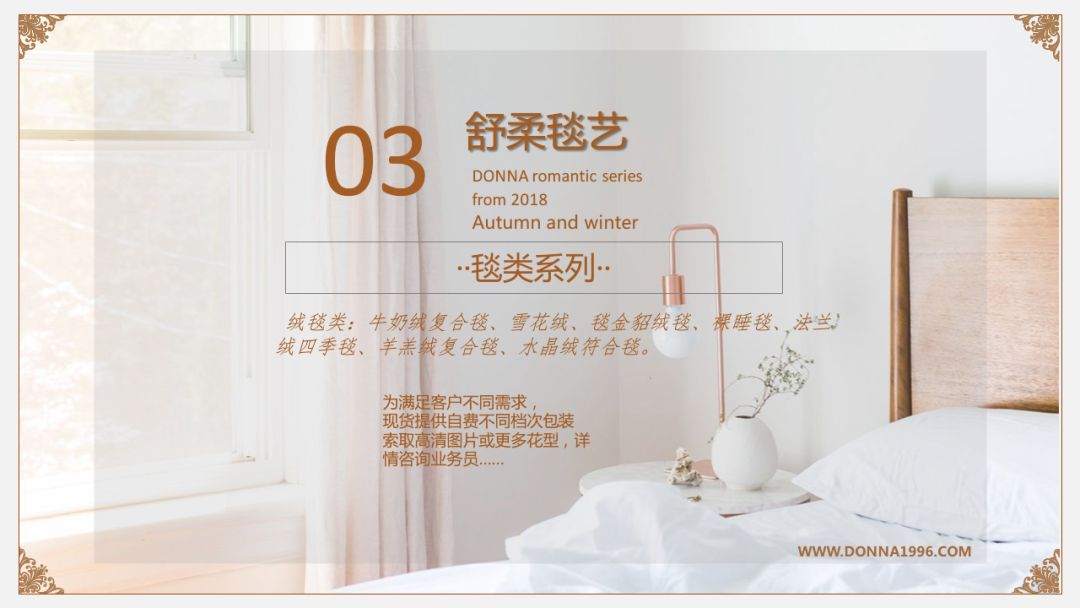 03
舒柔毯艺
DONNA romantic series
from 2018
Autumn and winter
··毯类系列··
绒毯类：牛奶绒复合毯、雪花绒、毯金貂绒毯、裸睡毯、法兰
绒四季毯、羊羔绒复合毯、水晶绒符合毯。
为满足客户不同需求，
现货提供自费不同档次包装
索取高清图片或更多花型，详
情咨询业务员……
WWW.DONNA1996.COM